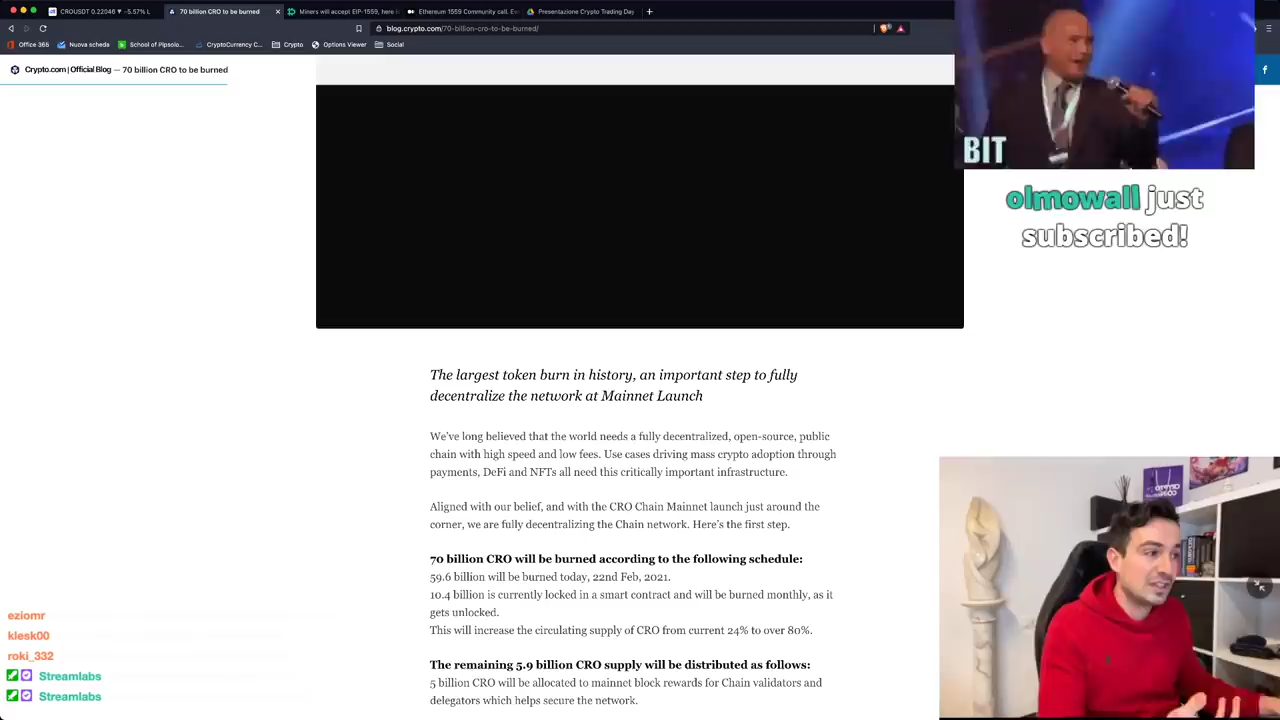 CROUSDT 0.22046 ▼ -5.57% L
70 billion CRO to be burned
Miners will accept EIP-1559, here i
Ethereum 1559 Community call. Ev
Presentazione Crypto Trading Day
blog.crypto.com/70-billion-cro-to-be-burned/
Office 365
Nuova scheda
School of Pipsolo...
CryptoCurrency C...
Crypto
Options Viewer
Social
Crypto.com | Official Blog — 70 billion CRO to be burned
BIT
olmowall just
subscribed!
The largest token burn in history, an important step to fully
decentralize the network at Mainnet Launch
We've long believed that the world needs a fully decentralized, open-source, public
chain with high speed and low fees. Use cases driving mass crypto adoption through
payments, DeFi and NFTs all need this critically important infrastructure.
Aligned with our belief, and with the CRO Chain Mainnet launch just around the
corner, we are fully decentralizing the Chain network. Here's the first step.
70 billion CRO will be burned according to the following schedule:
59.6 billion will be burned today, 22nd Feb, 2021.
10.4 billion is currently locked in a smart contract and will be burned monthly, as it
gets unlocked.
This will increase the circulating supply of CRO from current 24% to over 80%.
The remaining 5.9 billion CRO supply will be distributed as follows:
5 billion CRO will be allocated to mainnet block rewards for Chain validators and
delegators which helps secure the network.
eziomr
klesk00
roki_332
Streamlabs
Streamlabs